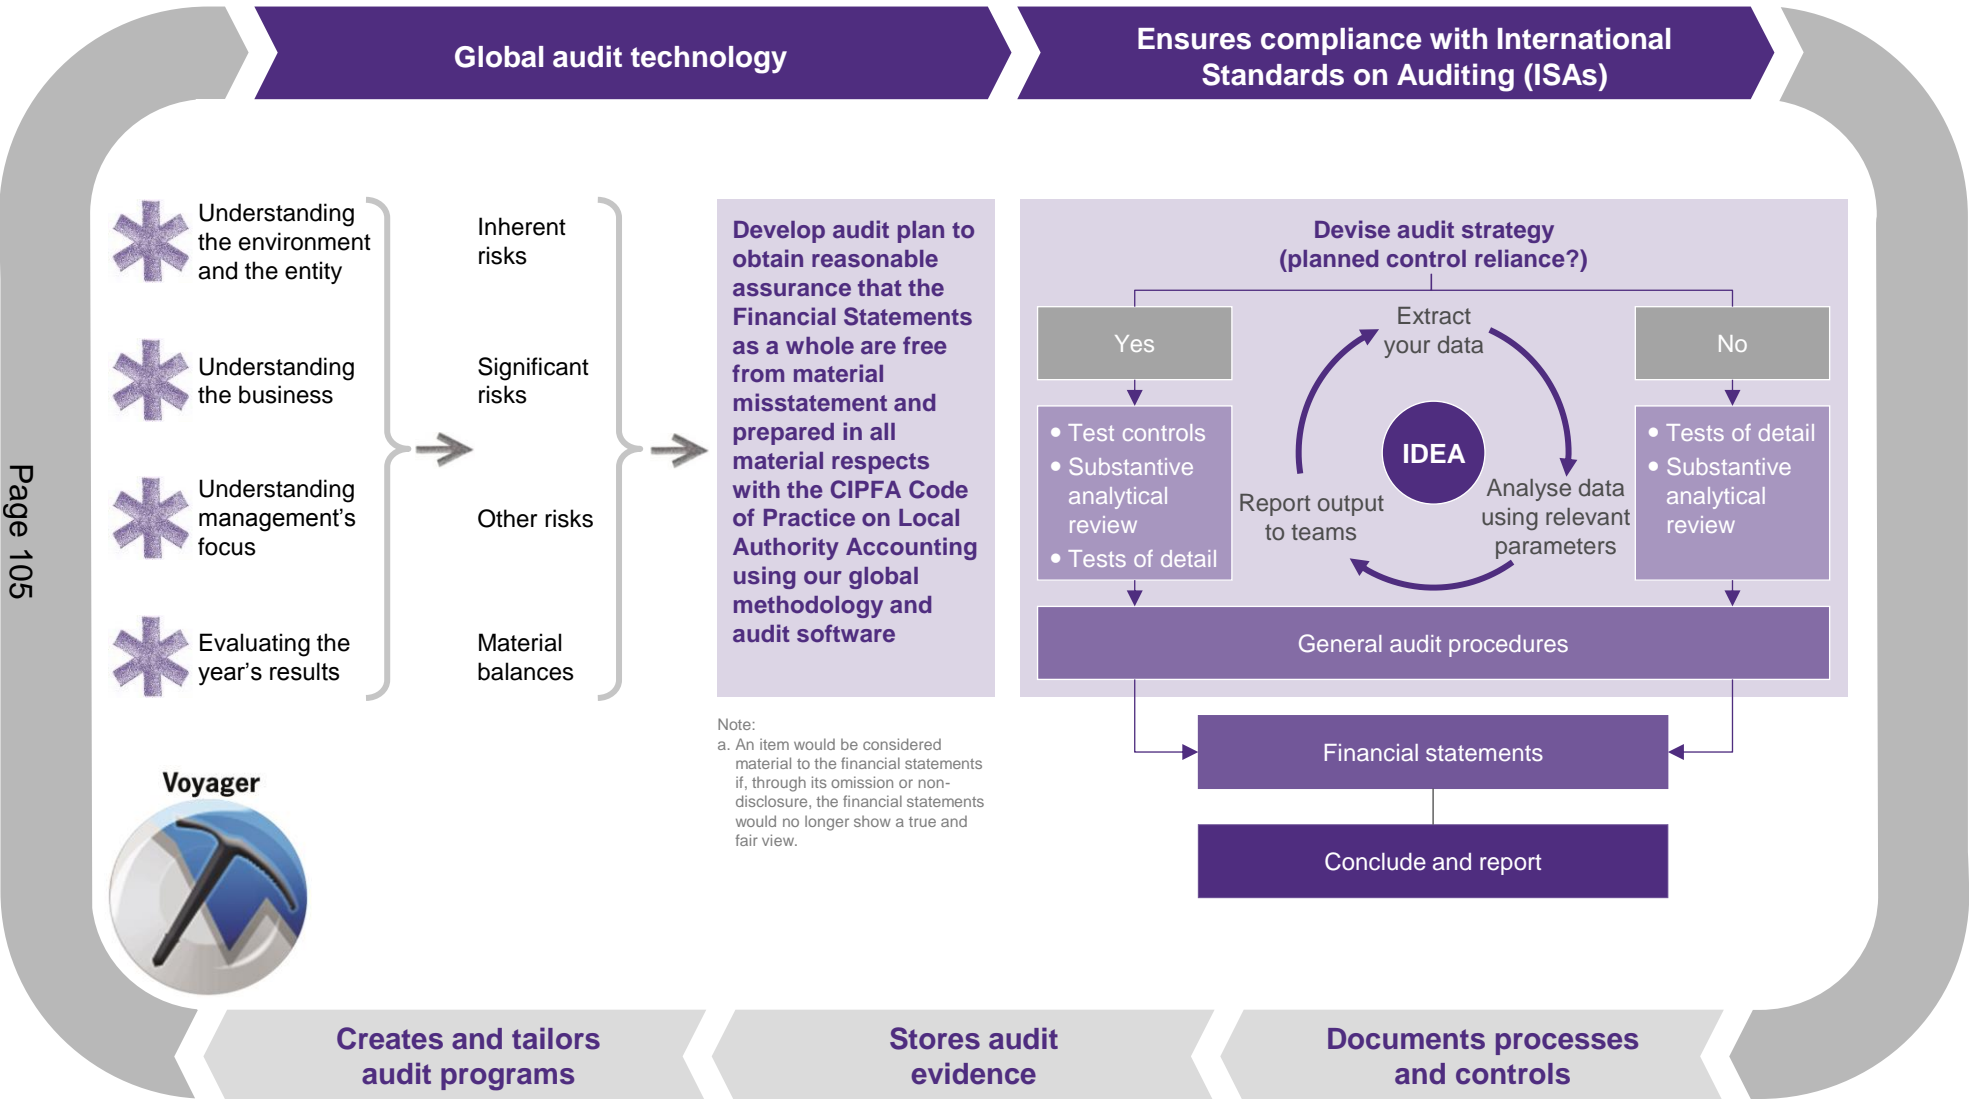 Global audit technology
Ensures compliance with International
Standards on Auditing (ISAs)
Understanding
the environment
and the entity
Understanding
the business
Understanding
management’s
focus
Evaluating the
year’s results
Inherent
risks
Significant
risks
Other risks
Material
balances
Develop audit plan to
obtain reasonable
assurance that the
Financial Statements
as a whole are free
from material
misstatement and
prepared in all
material respects
with the CIPFA Code
of Practice on Local
Authority Accounting
using our global
methodology and
audit software
Note:
a. An item would be considered
material to the financial statements
if, through its omission or non-
disclosure, the financial statements
would no longer show a true and
fair view.
Devise audit strategy
(planned control reliance?)
Yes
• Test controls
• Substantive
analytical
review
• Tests of detail
Extract
your data
IDEA
Analyse data
using relevant
parameters
Report output
to teams
No
• Tests of detail
• Substantive
analytical
review
General audit procedures
Financial statements
Conclude and report
Voyager
Creates and tailors
audit programs
Stores audit
evidence
Documents processes
and controls
Page 105